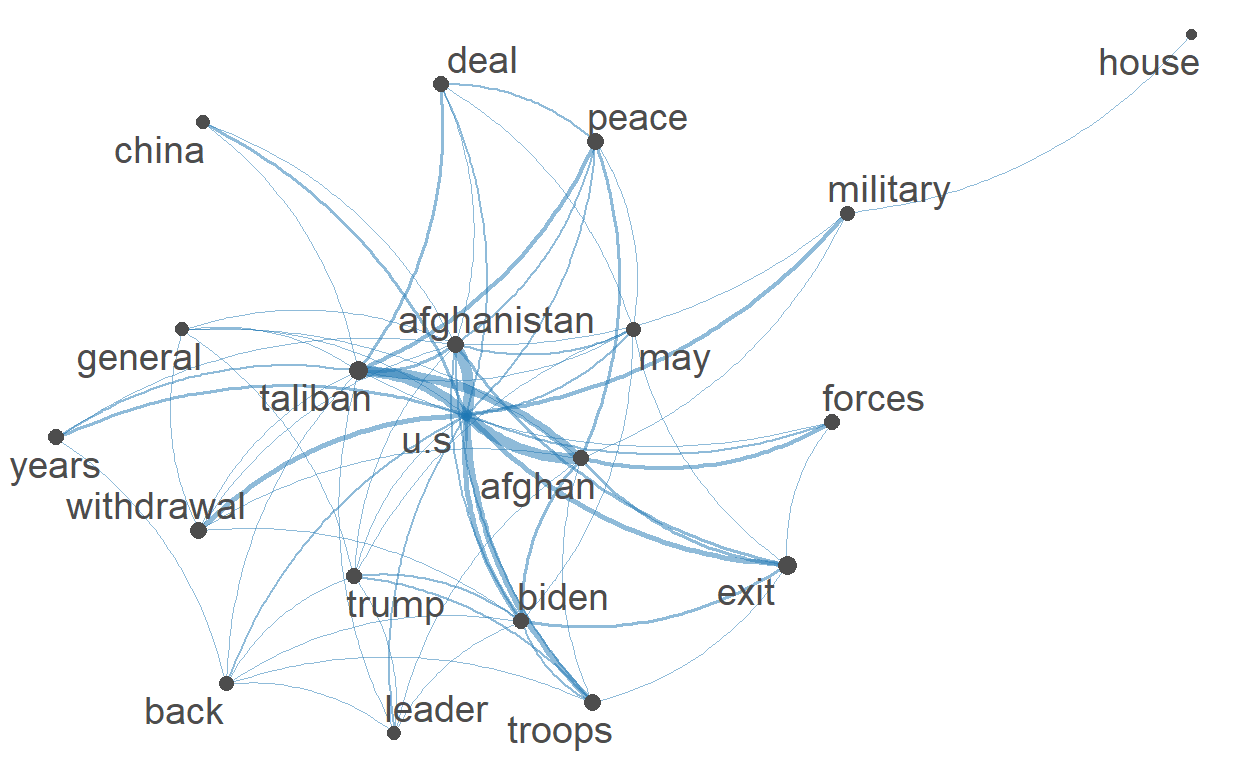 deal
house
peace
china
military
afghanistan
general
may
taliban
forces
u.s
years
afghan
withdrawal
exit
biden
trump
back
leader
troops